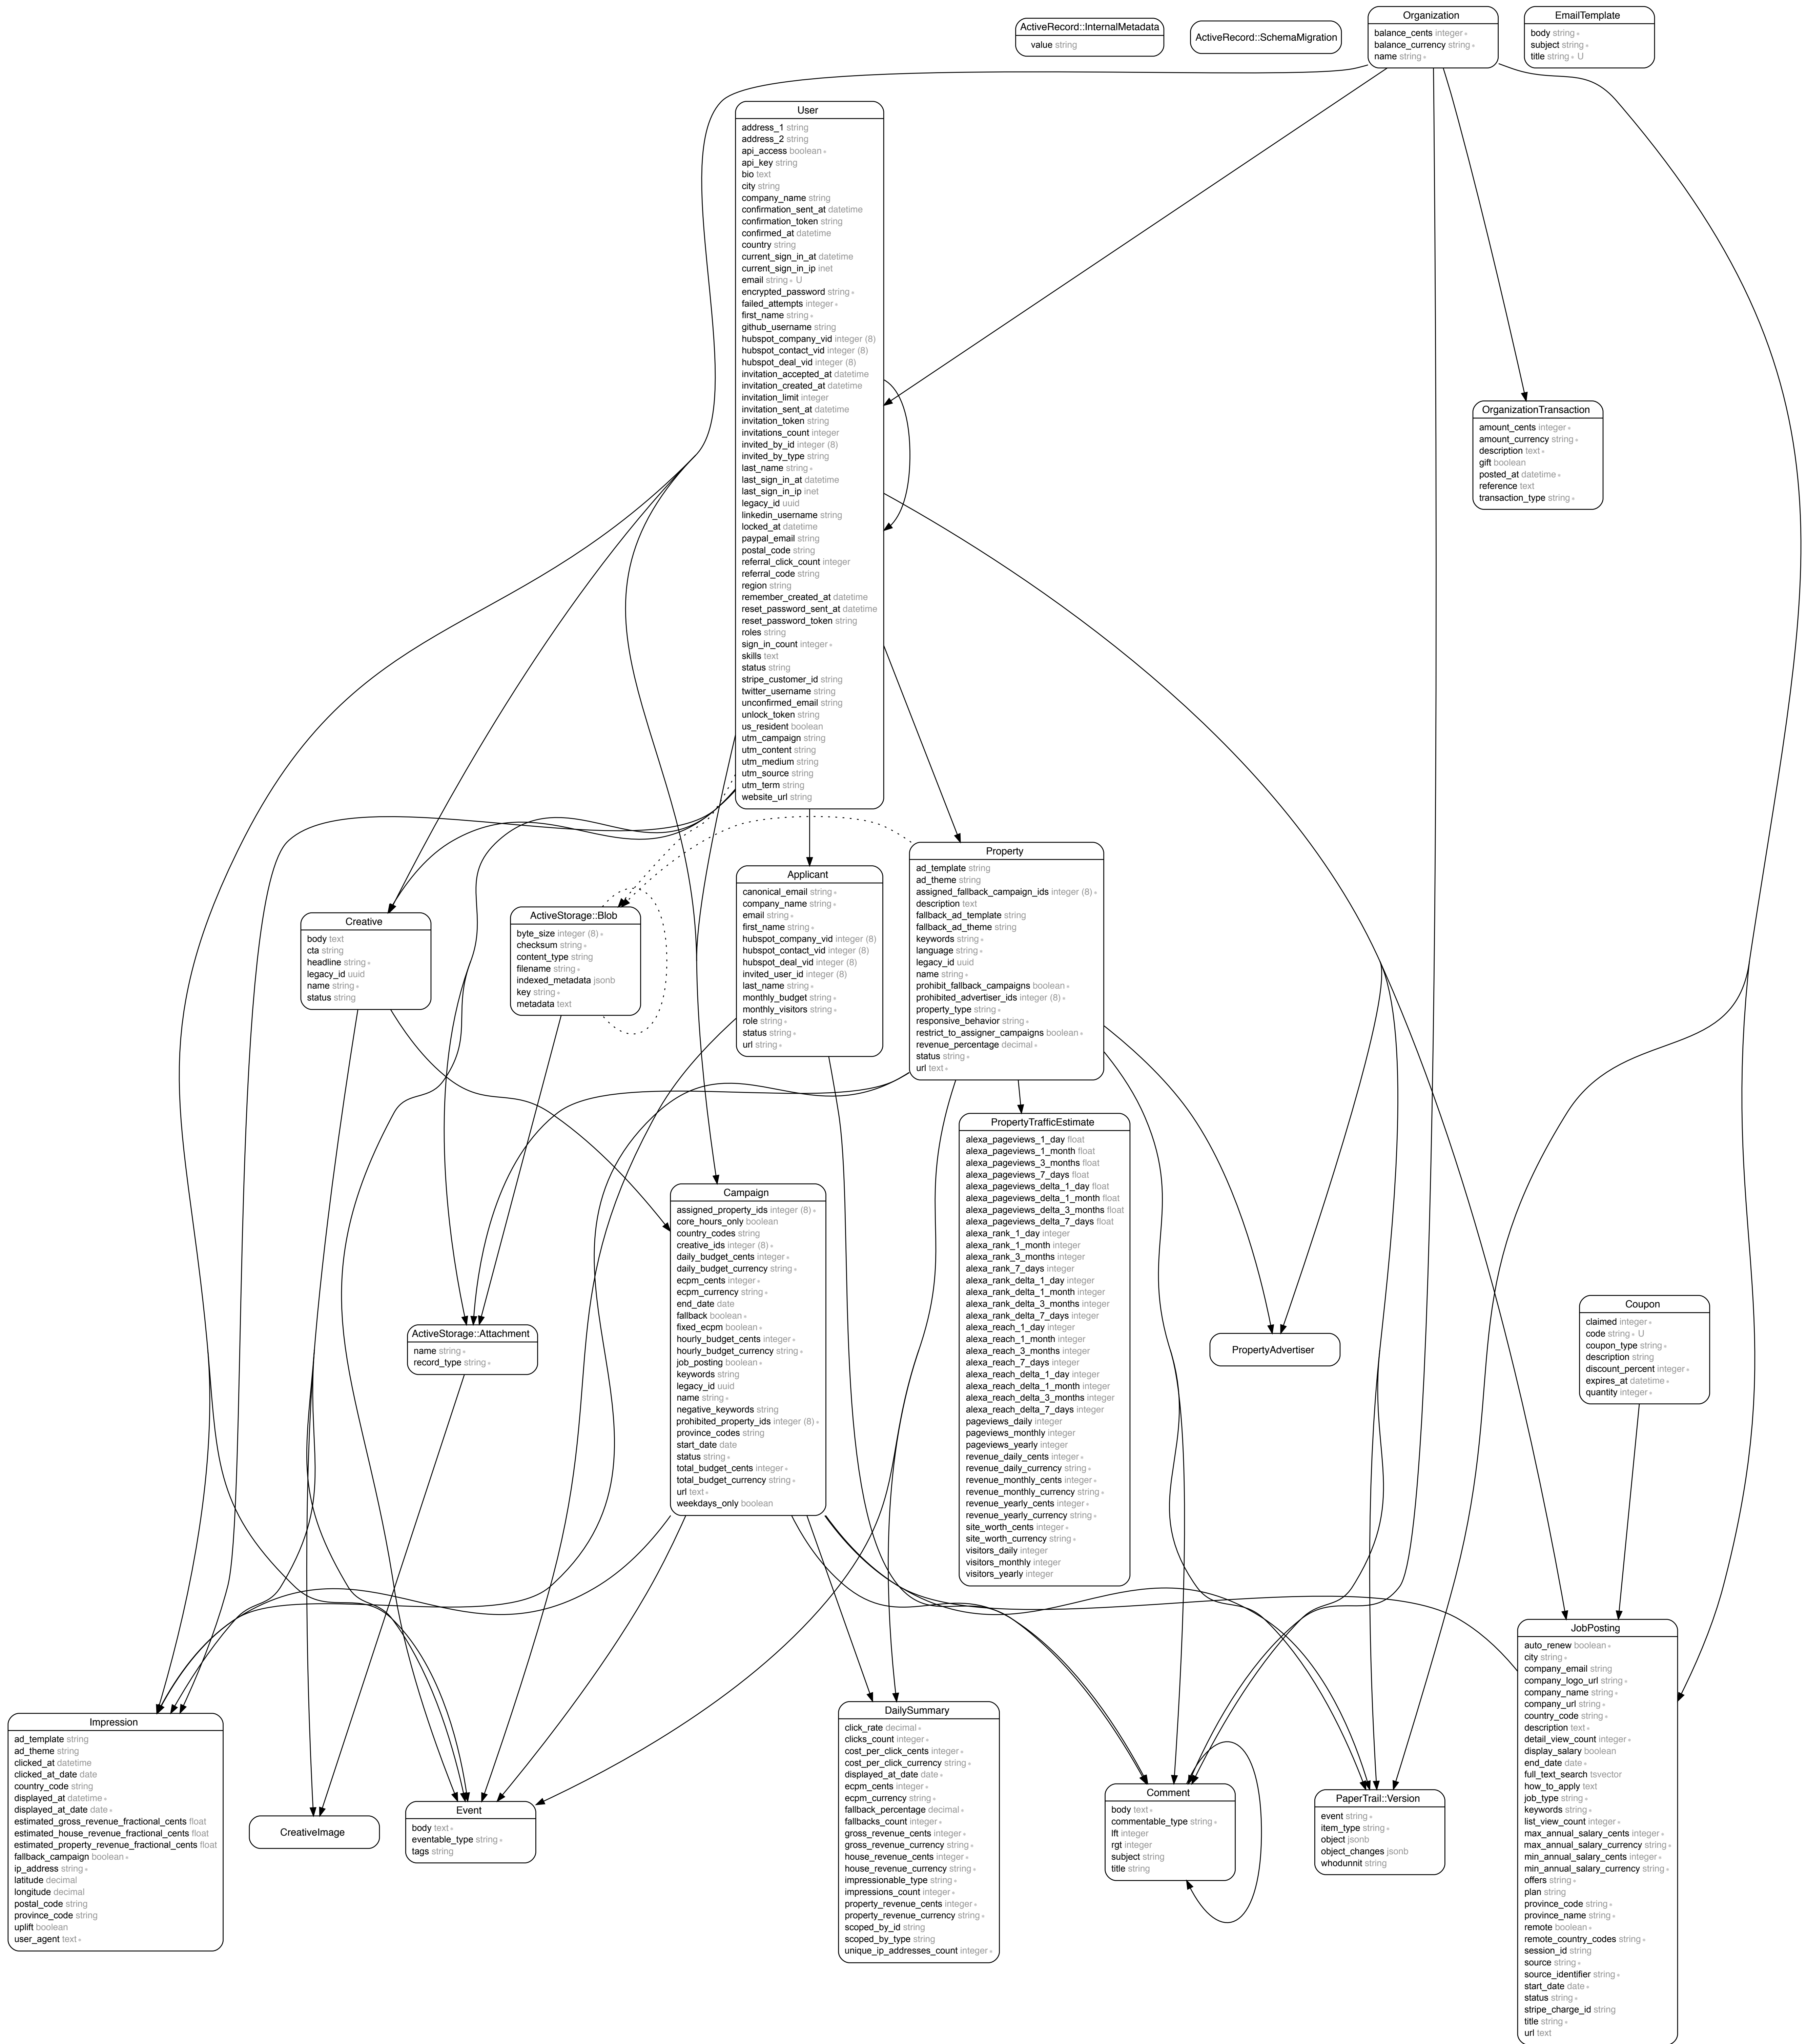 ActiveRecord::InternalMetadata
value string
ActiveRecord::SchemaMigration
Organization
balance_cents integer ∗
balance_currency string ∗
name string ∗
EmailTemplate
body string ∗
subject string ∗
title string ∗ U
User
address_1 string
address_2 string
api_access boolean ∗
api_key string
bio text
city string
company_name string
confirmation_sent_at datetime
confirmation_token string
confirmed_at datetime
country string
current_sign_in_at datetime
current_sign_in_ip inet
email string ∗ U
encrypted_password string ∗
failed_attempts integer ∗
first_name string ∗
github_username string
hubspot_company_vid integer (8)
hubspot_contact_vid integer (8)
hubspot_deal_vid integer (8)
invitation_accepted_at datetime
invitation_created_at datetime
invitation_limit integer
invitation_sent_at datetime
invitation_token string
invitations_count integer
invited_by_id integer (8)
invited_by_type string
last_name string ∗
last_sign_in_at datetime
last_sign_in_ip inet
legacy_id uuid
linkedin_username string
locked_at datetime
paypal_email string
postal_code string
referral_click_count integer
referral_code string
region string
remember_created_at datetime
reset_password_sent_at datetime
reset_password_token string
roles string
sign_in_count integer ∗
skills text
status string
stripe_customer_id string
twitter_username string
unconfirmed_email string
unlock_token string
us_resident boolean
utm_campaign string
utm_content string
utm_medium string
utm_source string
utm_term string
website_url string
OrganizationTransaction
amount_cents integer ∗
amount_currency string ∗
description text ∗
gift boolean
posted_at datetime ∗
reference text
transaction_type string ∗
Creative
body text
cta string
headline string ∗
legacy_id uuid
name string ∗
status string
ActiveStorage::Blob
byte_size integer (8) ∗
checksum string ∗
content_type string
filename string ∗
indexed_metadata jsonb
key string ∗
metadata text
Applicant
canonical_email string ∗
company_name string ∗
email string ∗
first_name string ∗
hubspot_company_vid integer (8)
hubspot_contact_vid integer (8)
hubspot_deal_vid integer (8)
invited_user_id integer (8)
last_name string ∗
monthly_budget string ∗
monthly_visitors string ∗
role string ∗
status string ∗
url string ∗
Property
ad_template string
ad_theme string
assigned_fallback_campaign_ids integer (8) ∗
description text
fallback_ad_template string
fallback_ad_theme string
keywords string ∗
language string ∗
legacy_id uuid
name string ∗
prohibit_fallback_campaigns boolean ∗
prohibited_advertiser_ids integer (8) ∗
property_type string ∗
responsive_behavior string ∗
restrict_to_assigner_campaigns boolean ∗
revenue_percentage decimal ∗
status string ∗
url text ∗
PropertyTrafficEstimate
alexa_pageviews_1_day float
alexa_pageviews_1_month float
alexa_pageviews_3_months float
alexa_pageviews_7_days float
alexa_pageviews_delta_1_day float
alexa_pageviews_delta_1_month float
alexa_pageviews_delta_3_months float
alexa_pageviews_delta_7_days float
alexa_rank_1_day integer
alexa_rank_1_month integer
alexa_rank_3_months integer
alexa_rank_7_days integer
alexa_rank_delta_1_day integer
alexa_rank_delta_1_month integer
alexa_rank_delta_3_months integer
alexa_rank_delta_7_days integer
alexa_reach_1_day integer
alexa_reach_1_month integer
alexa_reach_3_months integer
alexa_reach_7_days integer
alexa_reach_delta_1_day integer
alexa_reach_delta_1_month integer
alexa_reach_delta_3_months integer
alexa_reach_delta_7_days integer
pageviews_daily integer
pageviews_monthly integer
pageviews_yearly integer
revenue_daily_cents integer ∗
revenue_daily_currency string ∗
revenue_monthly_cents integer ∗
revenue_monthly_currency string ∗
revenue_yearly_cents integer ∗
revenue_yearly_currency string ∗
site_worth_cents integer ∗
site_worth_currency string ∗
visitors_daily integer
visitors_monthly integer
visitors_yearly integer
Campaign
assigned_property_ids integer (8) ∗
core_hours_only boolean
country_codes string
creative_ids integer (8) ∗
daily_budget_cents integer ∗
daily_budget_currency string ∗
ecpm_cents integer ∗
ecpm_currency string ∗
end_date date
fallback boolean ∗
fixed_ecpm boolean ∗
hourly_budget_cents integer ∗
hourly_budget_currency string ∗
job_posting boolean ∗
keywords string
legacy_id uuid
name string ∗
negative_keywords string
prohibited_property_ids integer (8) ∗
province_codes string
start_date date
status string ∗
total_budget_cents integer ∗
total_budget_currency string ∗
url text ∗
weekdays_only boolean
ActiveStorage::Attachment
name string ∗
record_type string ∗
PropertyAdvertiser
Coupon
claimed integer ∗
code string ∗ U
coupon_type string ∗
description string
discount_percent integer ∗
expires_at datetime ∗
quantity integer ∗
JobPosting
auto_renew boolean ∗
city string ∗
company_email string
company_logo_url string ∗
company_name string ∗
company_url string ∗
country_code string ∗
description text ∗
detail_view_count integer ∗
display_salary boolean
end_date date ∗
full_text_search tsvector
how_to_apply text
job_type string ∗
keywords string ∗
list_view_count integer ∗
max_annual_salary_cents integer ∗
max_annual_salary_currency string ∗
min_annual_salary_cents integer ∗
min_annual_salary_currency string ∗
offers string ∗
plan string
province_code string ∗
province_name string ∗
remote boolean ∗
remote_country_codes string ∗
session_id string
source string ∗
source_identifier string ∗
start_date date ∗
status string ∗
stripe_charge_id string
title string ∗
url text
Impression
ad_template string
ad_theme string
clicked_at datetime
clicked_at_date date
country_code string
displayed_at datetime ∗
displayed_at_date date ∗
estimated_gross_revenue_fractional_cents float
estimated_house_revenue_fractional_cents float
estimated_property_revenue_fractional_cents float
fallback_campaign boolean ∗
ip_address string ∗
latitude decimal
longitude decimal
postal_code string
province_code string
uplift boolean
user_agent text ∗
CreativeImage
Event
body text ∗
eventable_type string ∗
tags string
DailySummary
click_rate decimal ∗
clicks_count integer ∗
cost_per_click_cents integer ∗
cost_per_click_currency string ∗
displayed_at_date date ∗
ecpm_cents integer ∗
ecpm_currency string ∗
fallback_percentage decimal ∗
fallbacks_count integer ∗
gross_revenue_cents integer ∗
gross_revenue_currency string ∗
house_revenue_cents integer ∗
house_revenue_currency string ∗
impressionable_type string ∗
impressions_count integer ∗
property_revenue_cents integer ∗
property_revenue_currency string ∗
scoped_by_id string
scoped_by_type string
unique_ip_addresses_count integer ∗
Comment
body text ∗
commentable_type string ∗
lft integer
rgt integer
subject string
title string
PaperTrail::Version
event string ∗
item_type string ∗
object jsonb
object_changes jsonb
whodunnit string